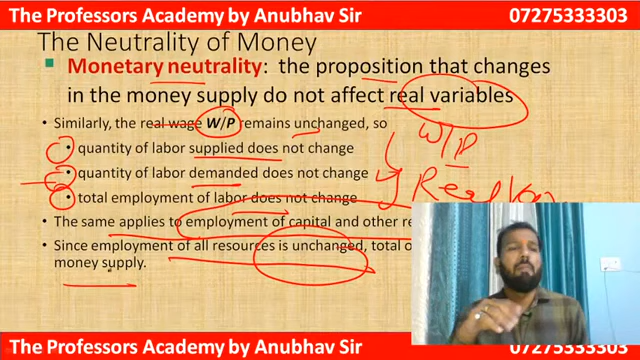 The Professors Academy by Anubhav Sir 07275333303
The Neutrality of Money
Monetary neutrality: the proposition that changes
in the money supply do not affect real variables
• Similarly, the real wage W/P remains unchanged, so
• quantity of labor supplied does not change
• quantity of labor demanded does not change
• total employment of labor does not change
• The same applies to employment of capital and other
• Since employment of all resources is unchanged, total
money supply.
W/P
Real
The Professors Academy by Anubhav Sir 07275333303